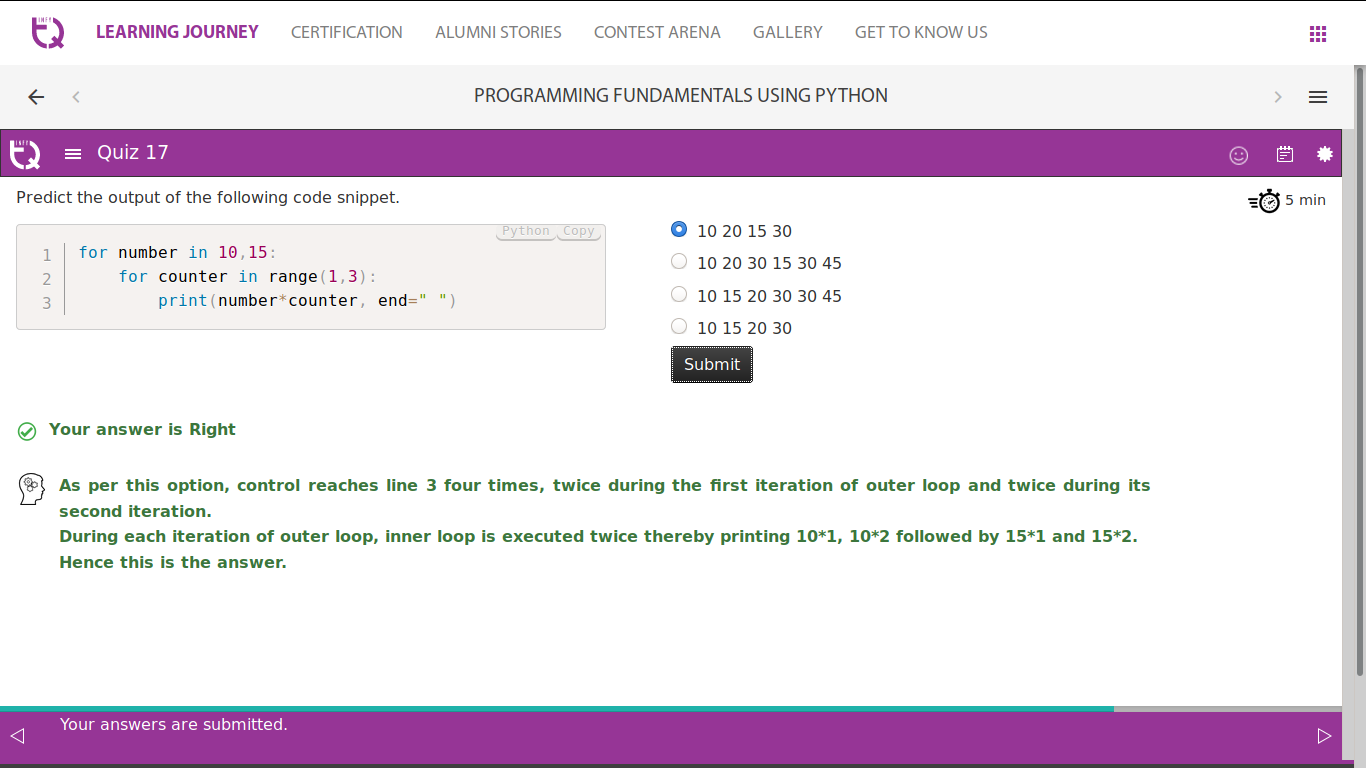 INFY
TQ
LEARNING JOURNEY CERTIFICATION ALUMNI STORIES CONTEST ARENA GALLERY GET TO KNOW US
PROGRAMMING FUNDAMENTALS USING PYTHON
INFY
TQ
Quiz 17
Predict the output of the following code snippet.
5 min
Python Copy
1 for number in 10,15:
2     for counter in range(1,3):
3         print(number*counter, end=" ")
10 20 15 30
10 20 30 15 30 45
10 15 20 30 30 45
10 15 20 30
Submit
Your answer is Right
As per this option, control reaches line 3 four times, twice during the first iteration of outer loop and twice during its
second iteration.
During each iteration of outer loop, inner loop is executed twice thereby printing 10*1, 10*2 followed by 15*1 and 15*2.
Hence this is the answer.
Your answers are submitted.